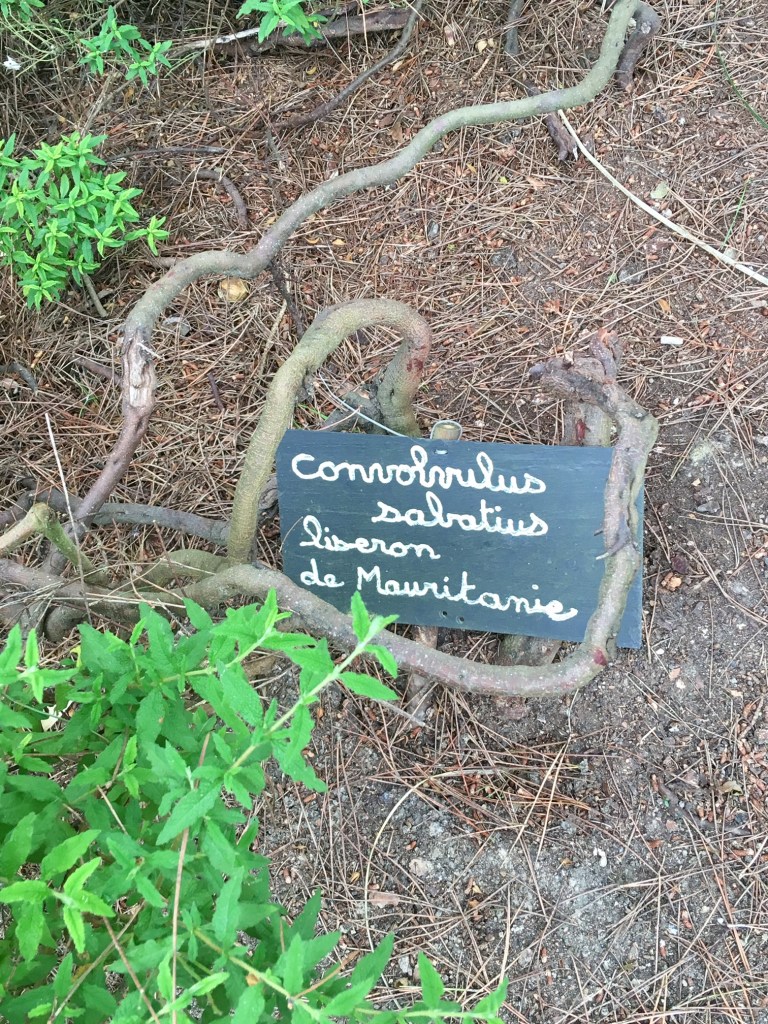 convolvulus
sabatius
liseron
de Mauritanie